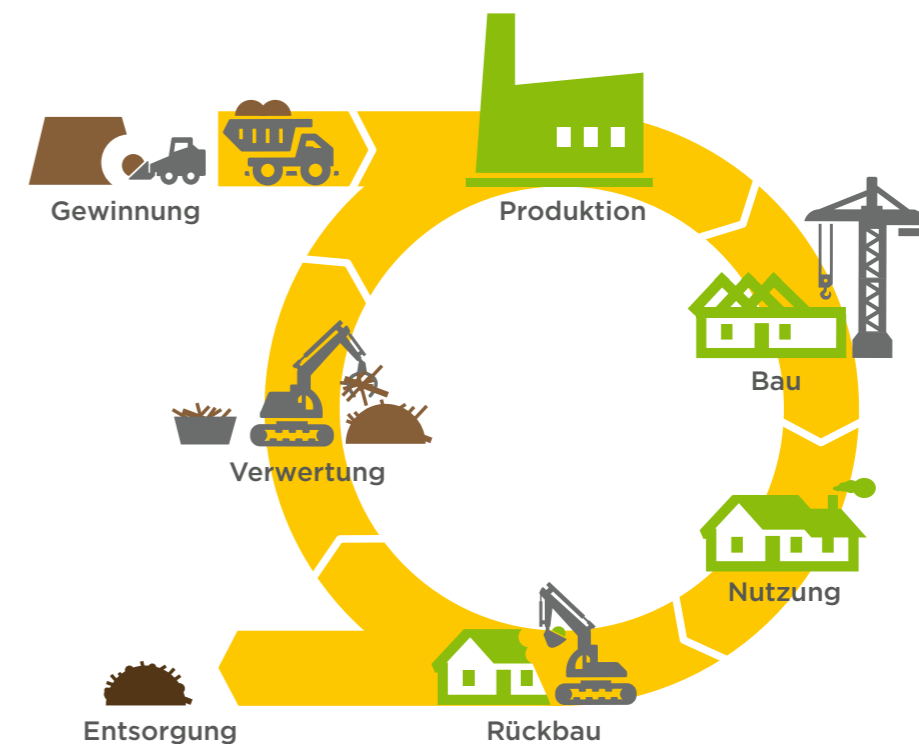 Gewinnung
Produktion
Bau
Verwertung
Nutzung
Entsorgung
Rückbau